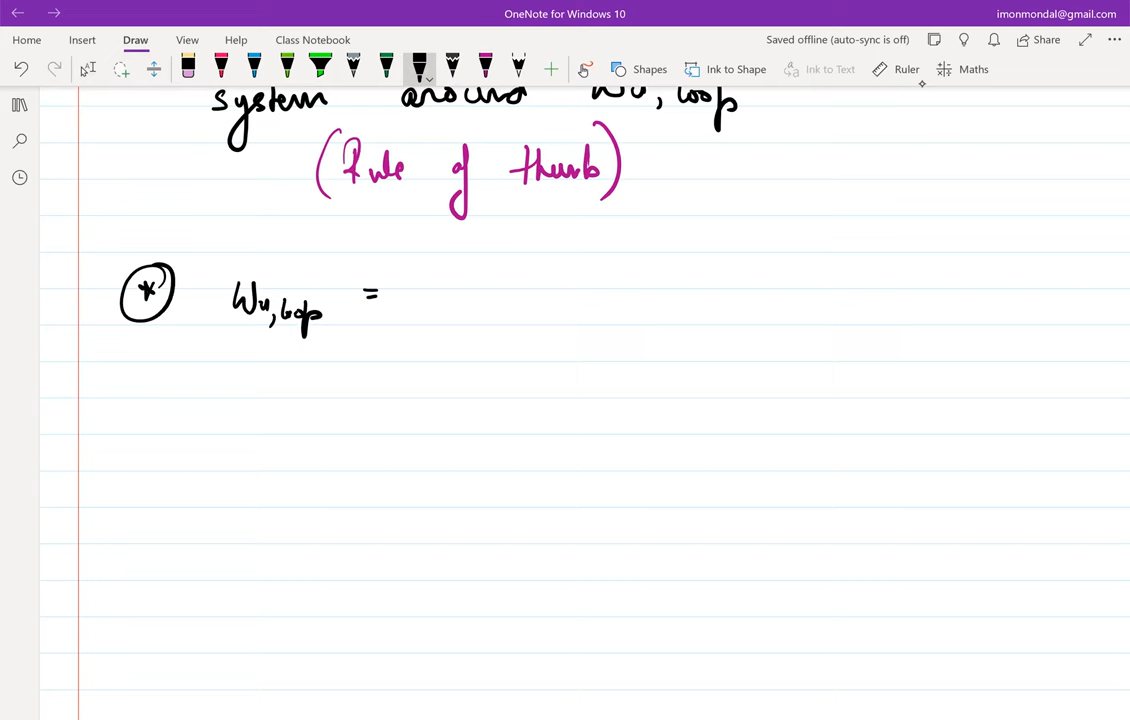 OneNote for Windows 10
imonmondal@gmail.com
Home Insert Draw View Help Class Notebook
Saved offline (auto-sync is off) Share
Shapes Ink to Shape Ink to Text Ruler Maths
system around Wu, loop
(Rule of thumb)
* Wu, loop =